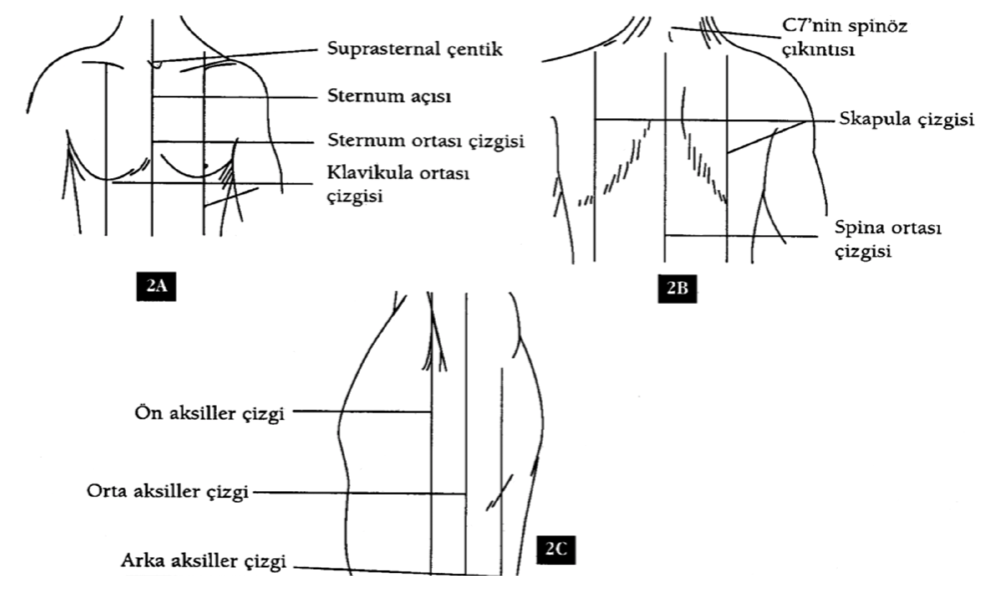 Suprasternal çentik
Sternum açısı
Sternum ortası çizgisi
Klavikula ortası
çizgisi
2A
C7'nin spinöz
çıkıntısı
Skapula çizgisi
Spina ortası
çizgisi
2B
Ön aksiller çizgi
Orta aksiller çizgi
Arka aksiller çizgi
2C